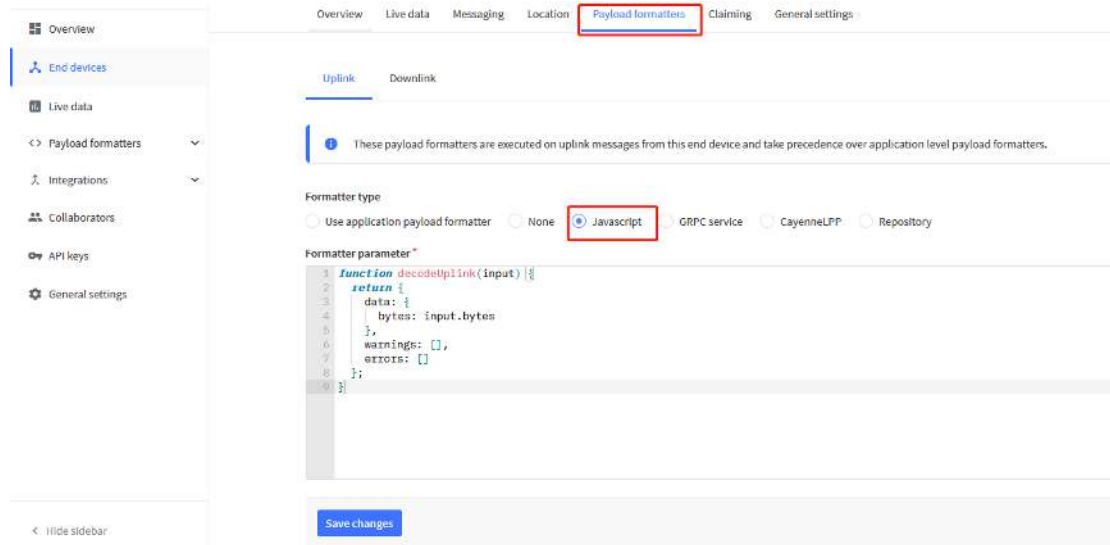 Overview Live data Messaging Location Payload formatters Claiming General settings
Overview
End devices
Live data
Payload formatters
Integrations
Collaborators
API keys
General settings
Hide sidebar
Uplink Downlink
These payload formatters are executed on uplink messages from this end device and take precedence over application level payload formatters.
Formatter type
Use application payload formatter None Javascript GRPC service CayenneLPP Repository
Formatter parameter*
1 function decodeUplink(input) {
2 return {
3 data: {
4 bytes: input.bytes
5 },
6 warnings: [],
7 errors: []
8 };
9 }
Save changes